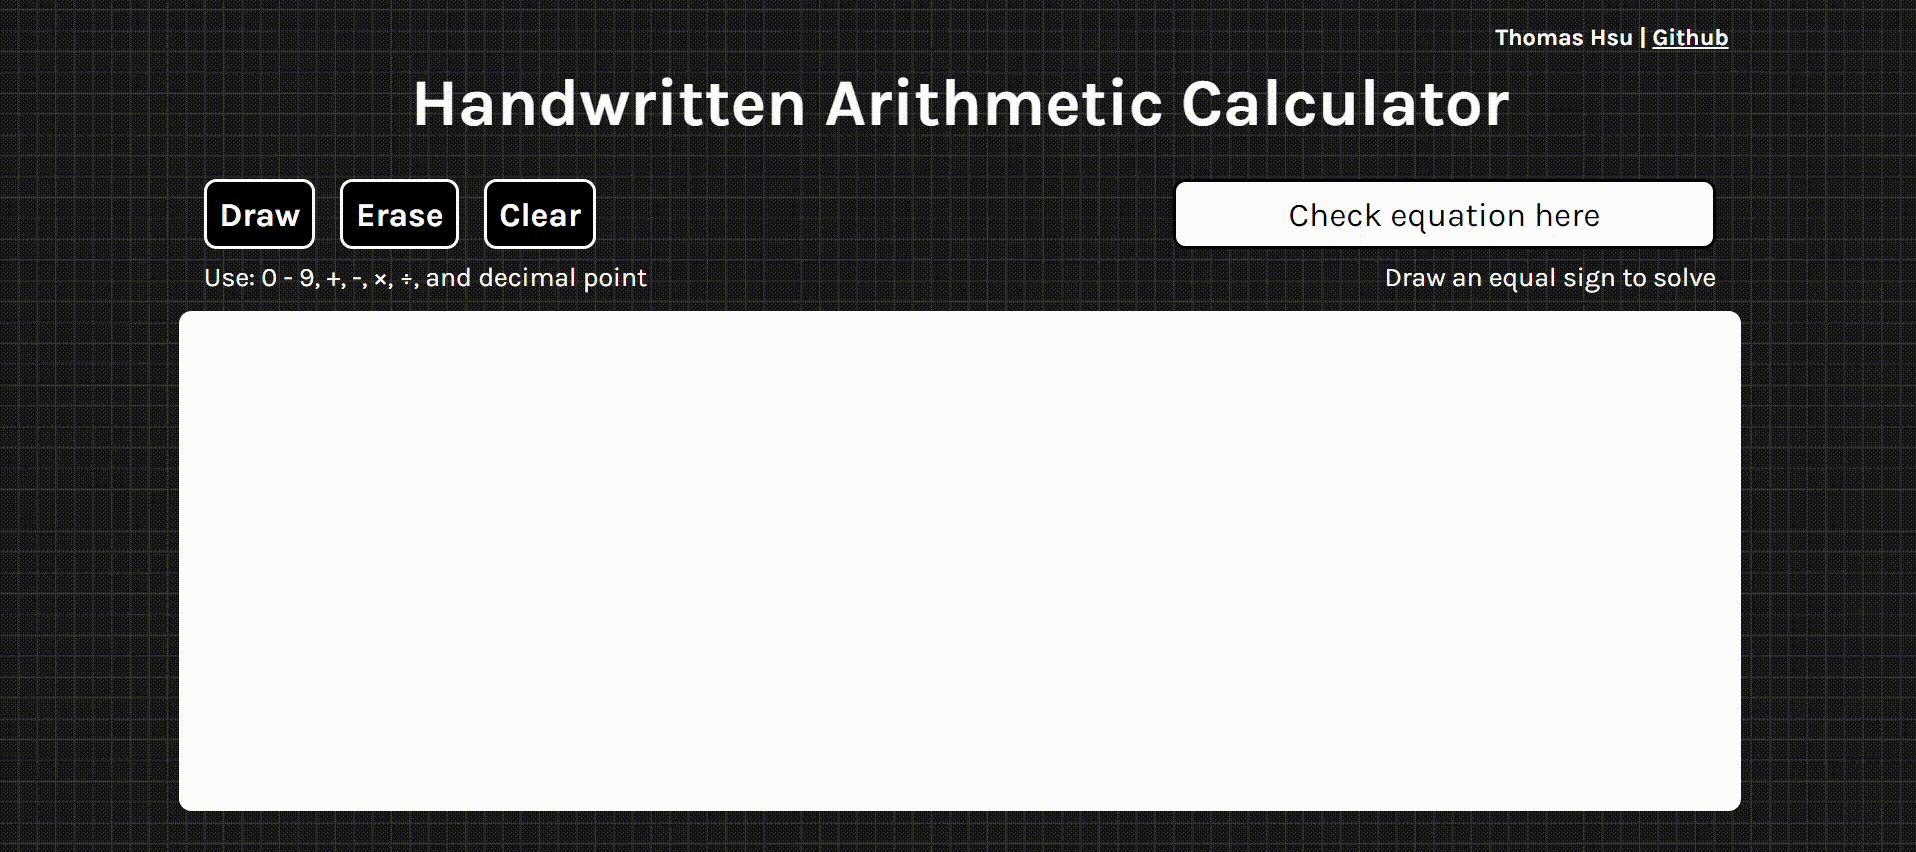 Thomas Hsu | Github
Handwritten Arithmetic Calculator
Draw Erase Clear Check equation here
Use: 0 - 9, +, -, ×, ÷, and decimal point Draw an equal sign to solve